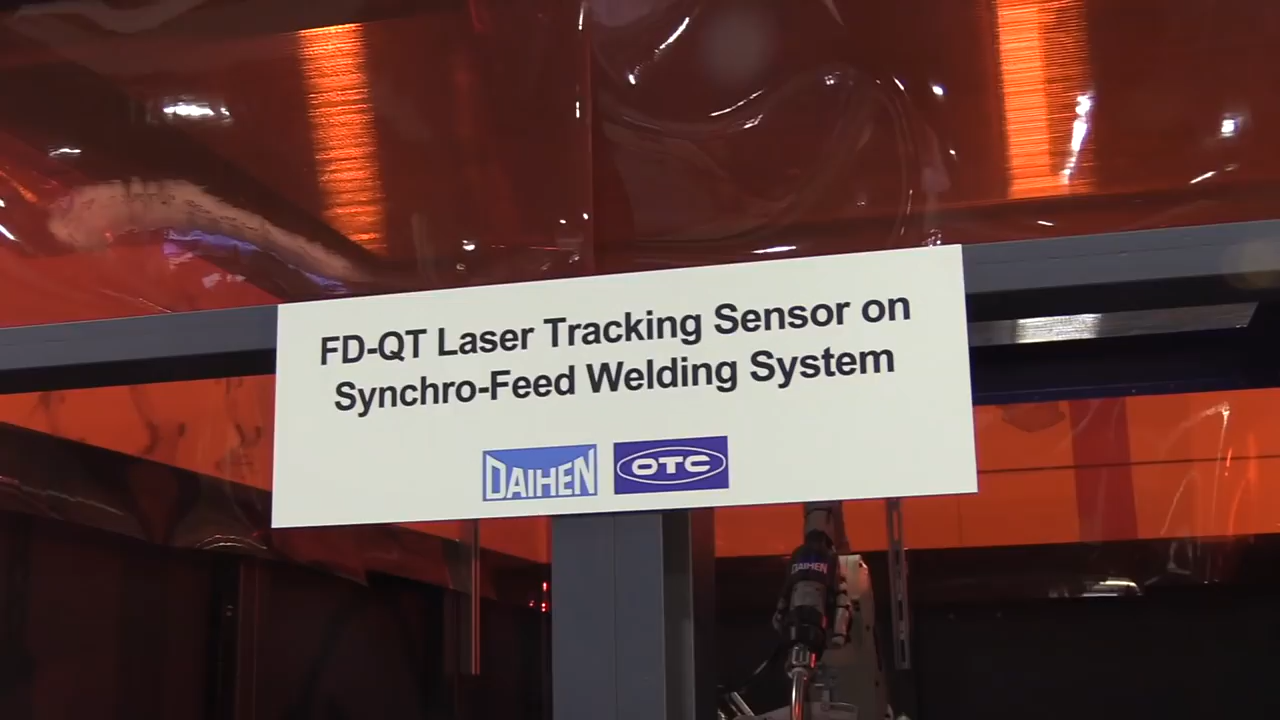 FD-QT Laser Tracking Sensor on
Synchro-Feed Welding System
DAIHEN OTC
DAIHEN